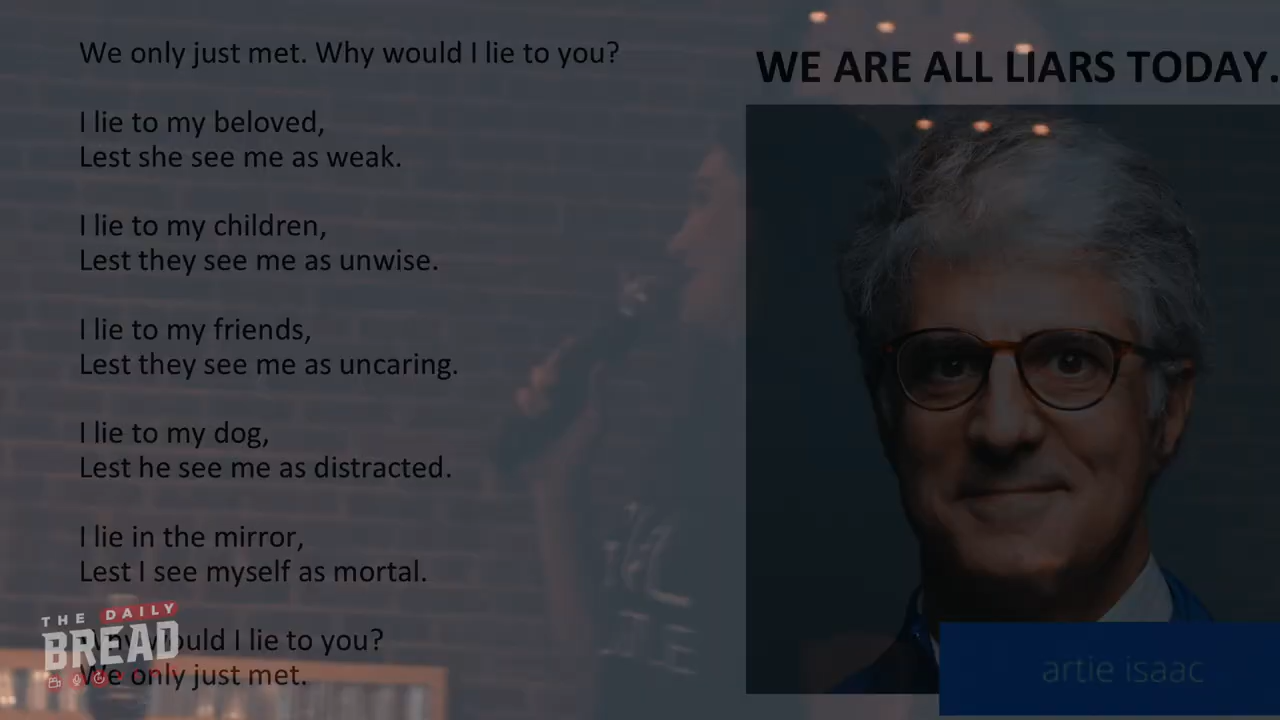 We only just met. Why would I lie to you?
I lie to my beloved,
Lest she see me as weak.
I lie to my children,
Lest they see me as unwise.
I lie to my friends,
Lest they see me as uncaring.
I lie to my dog,
Lest he see me as distracted.
I lie in the mirror,
Lest I see myself as mortal.
Why would I lie to you?
We only just met.
WE ARE ALL LIARS TODAY.
artie isaac
THE DAILY
BREAD